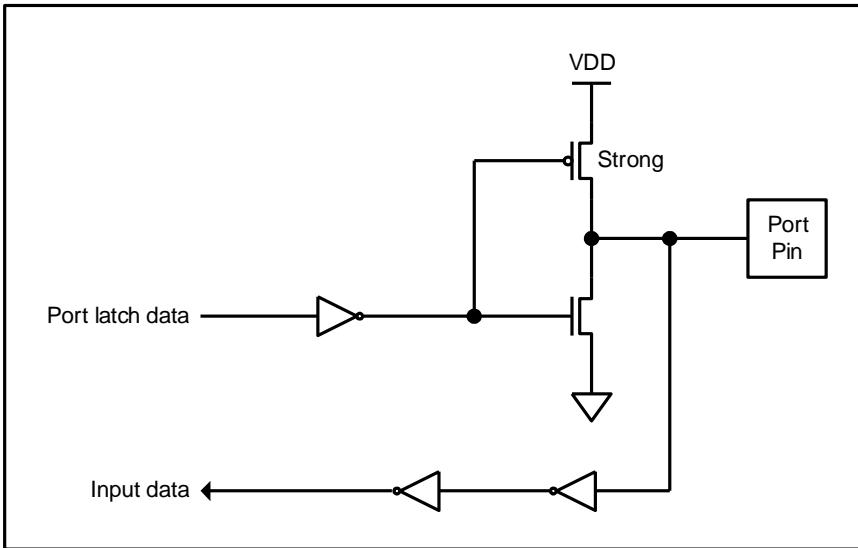 VDD
Strong
Port
Pin
Port latch data
Input data